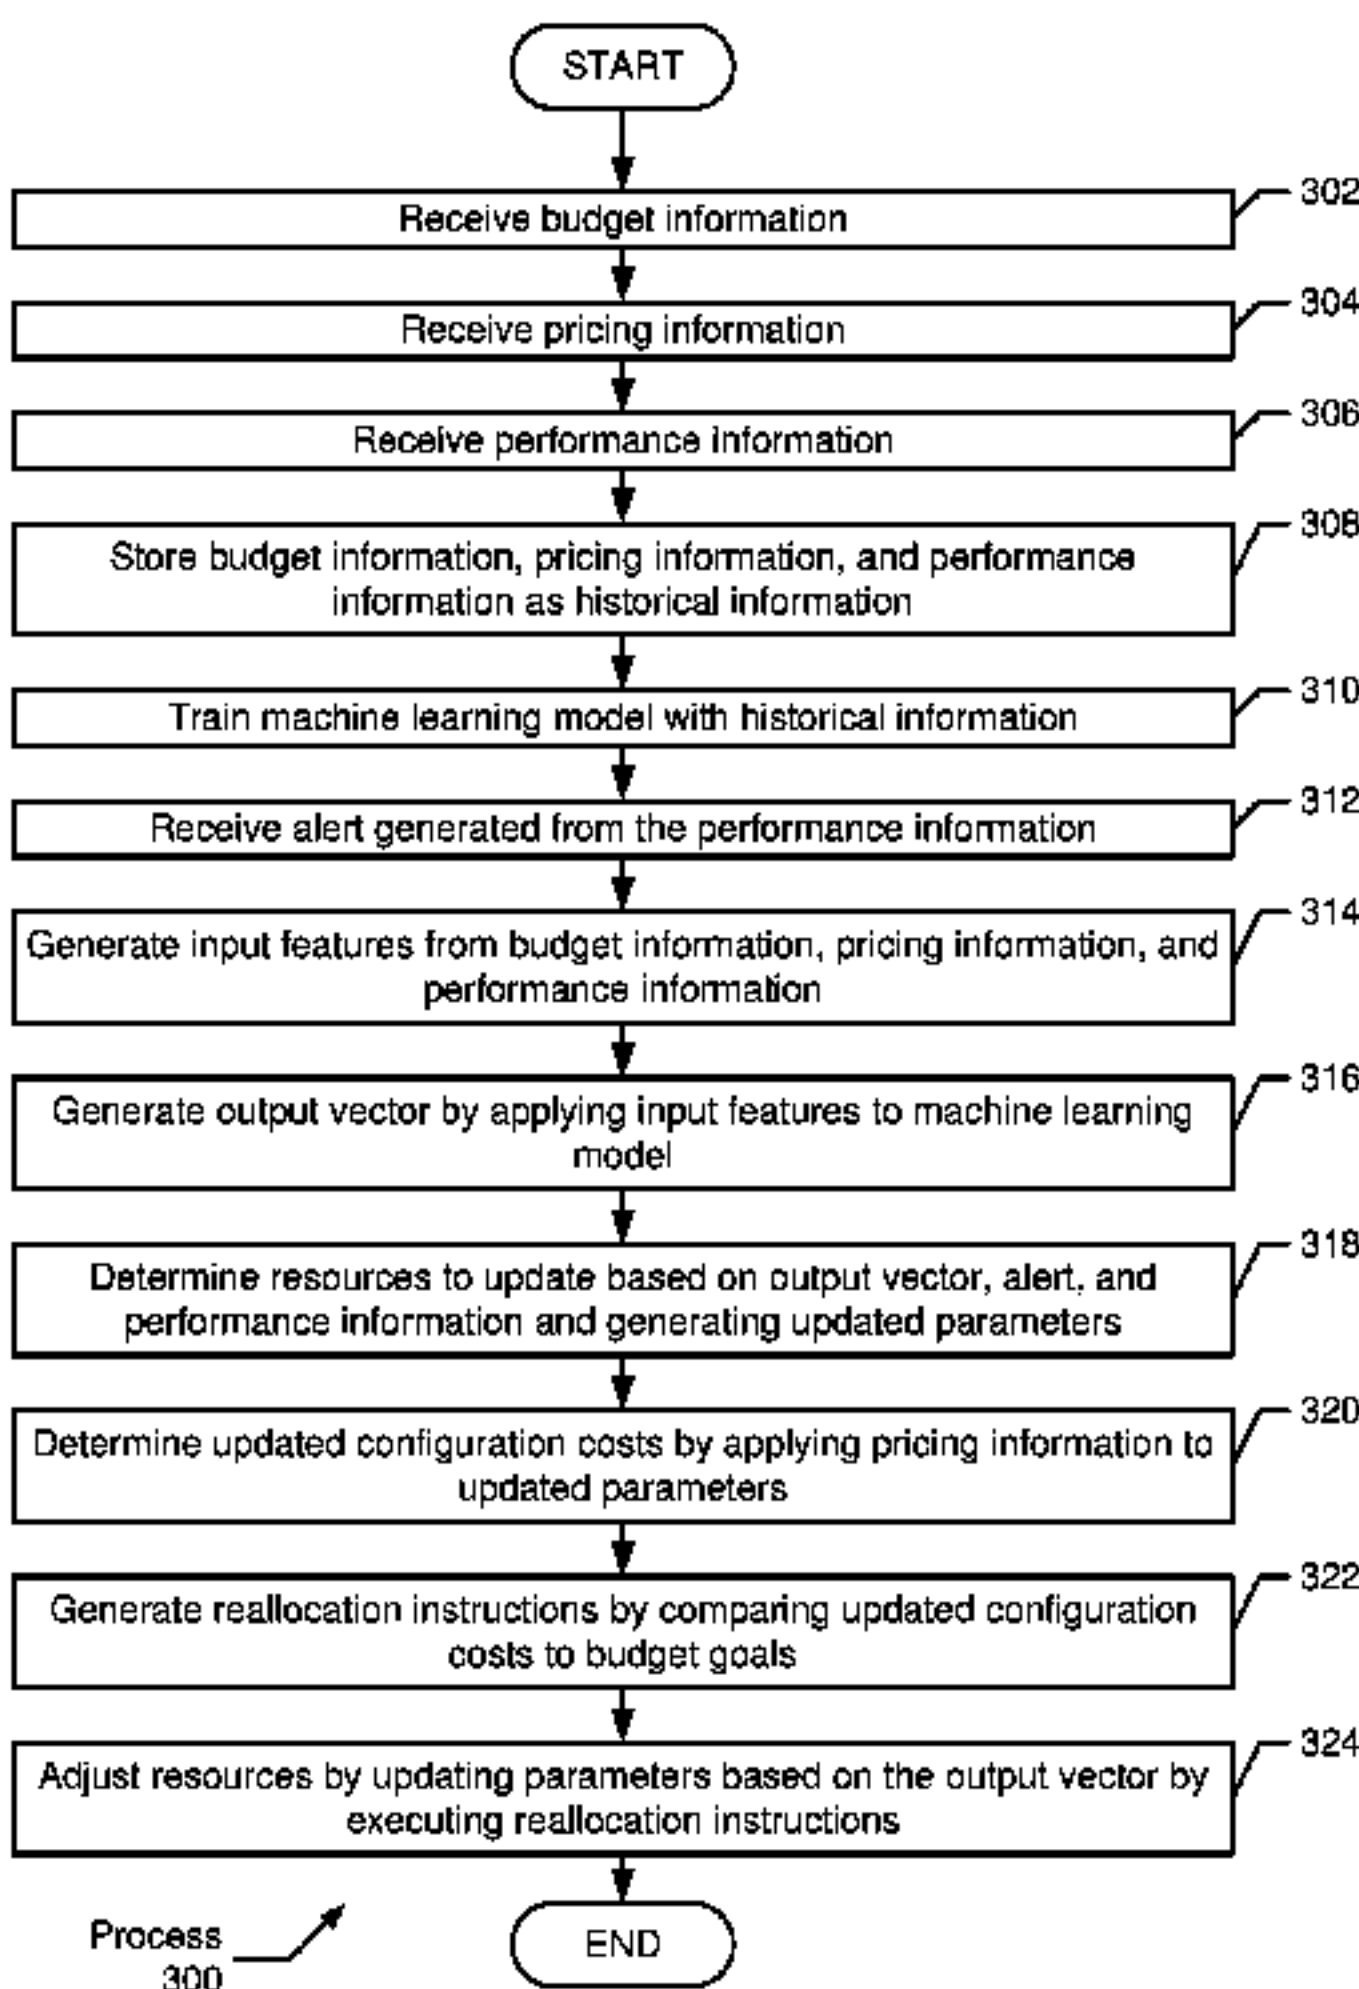 START
302
Receive budget information
304
Receive pricing information
306
Receive performance information
308
Store budget information, pricing information, and performance
information as historical information
310
Train machine learning model with historical information
312
Receive alert generated from the performance information
314
Generate input features from budget information, pricing information, and
performance information
316
Generate output vector by applying input features to machine learning
model
318
Determine resources to update based on output vector, alert, and
performance information and generating updated parameters
320
Determine updated configuration costs by applying pricing information to
updated parameters
322
Generate reallocation instructions by comparing updated configuration
costs to budget goals
324
Adjust resources by updating parameters based on the output vector by
executing reallocation instructions
Process
300
END